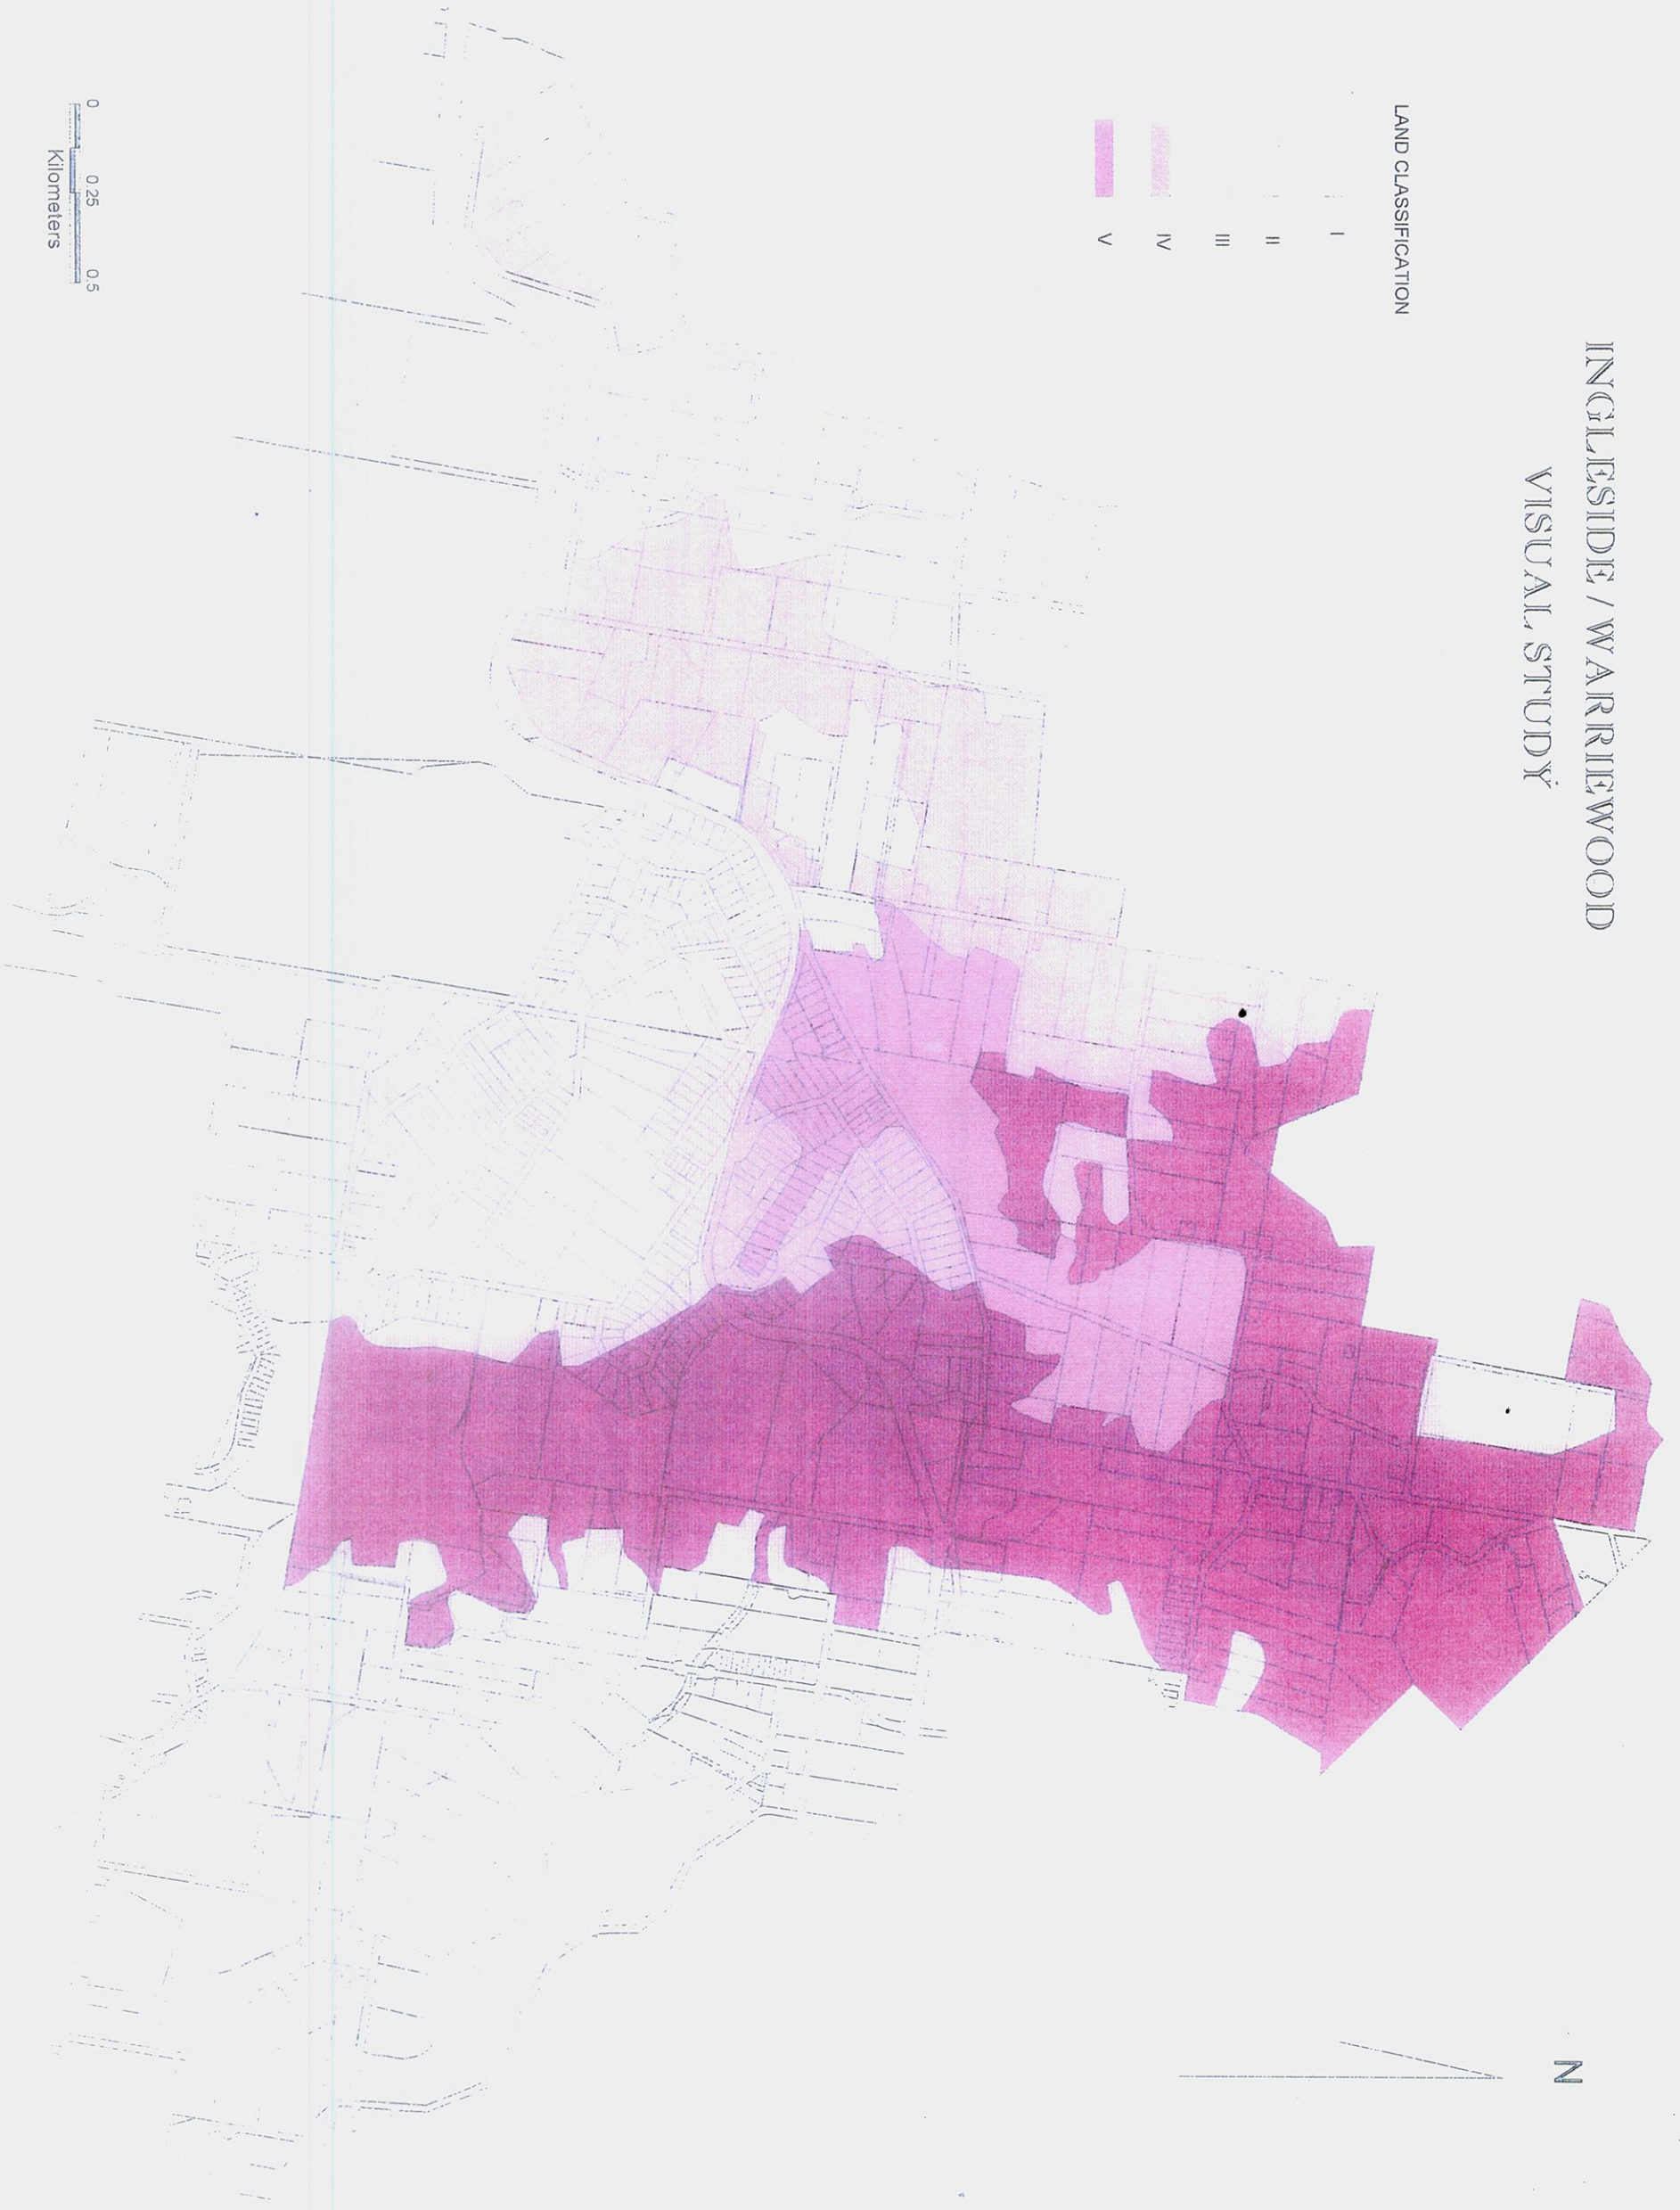 INGLESIDE / WARRIEWOOD
VISUAL STUDY
LAND CLASSIFICATION
I
II
III
IV
V
0 0.25 0.5
Kilometers
N